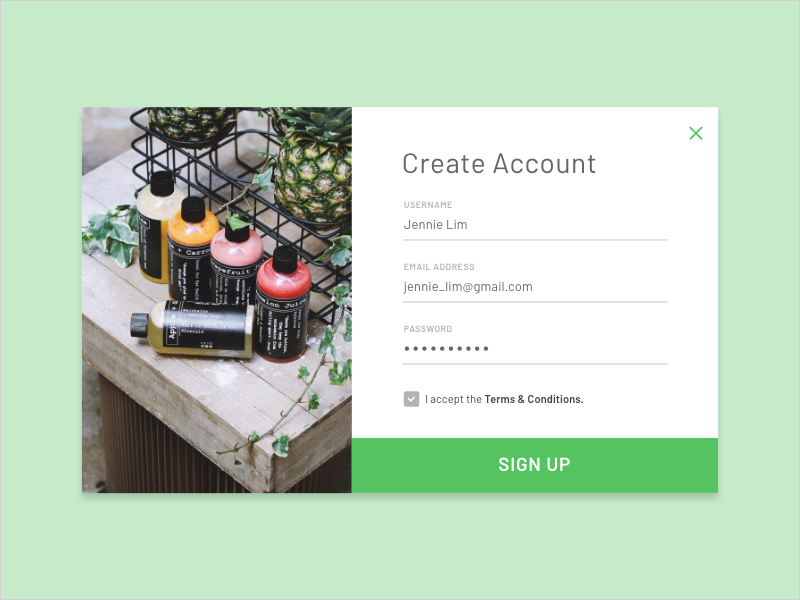 Create Account
USERNAME
Jennie Lim
EMAIL ADDRESS
jennie_lim@gmail.com
PASSWORD
I accept the Terms & Conditions.
SIGN UP